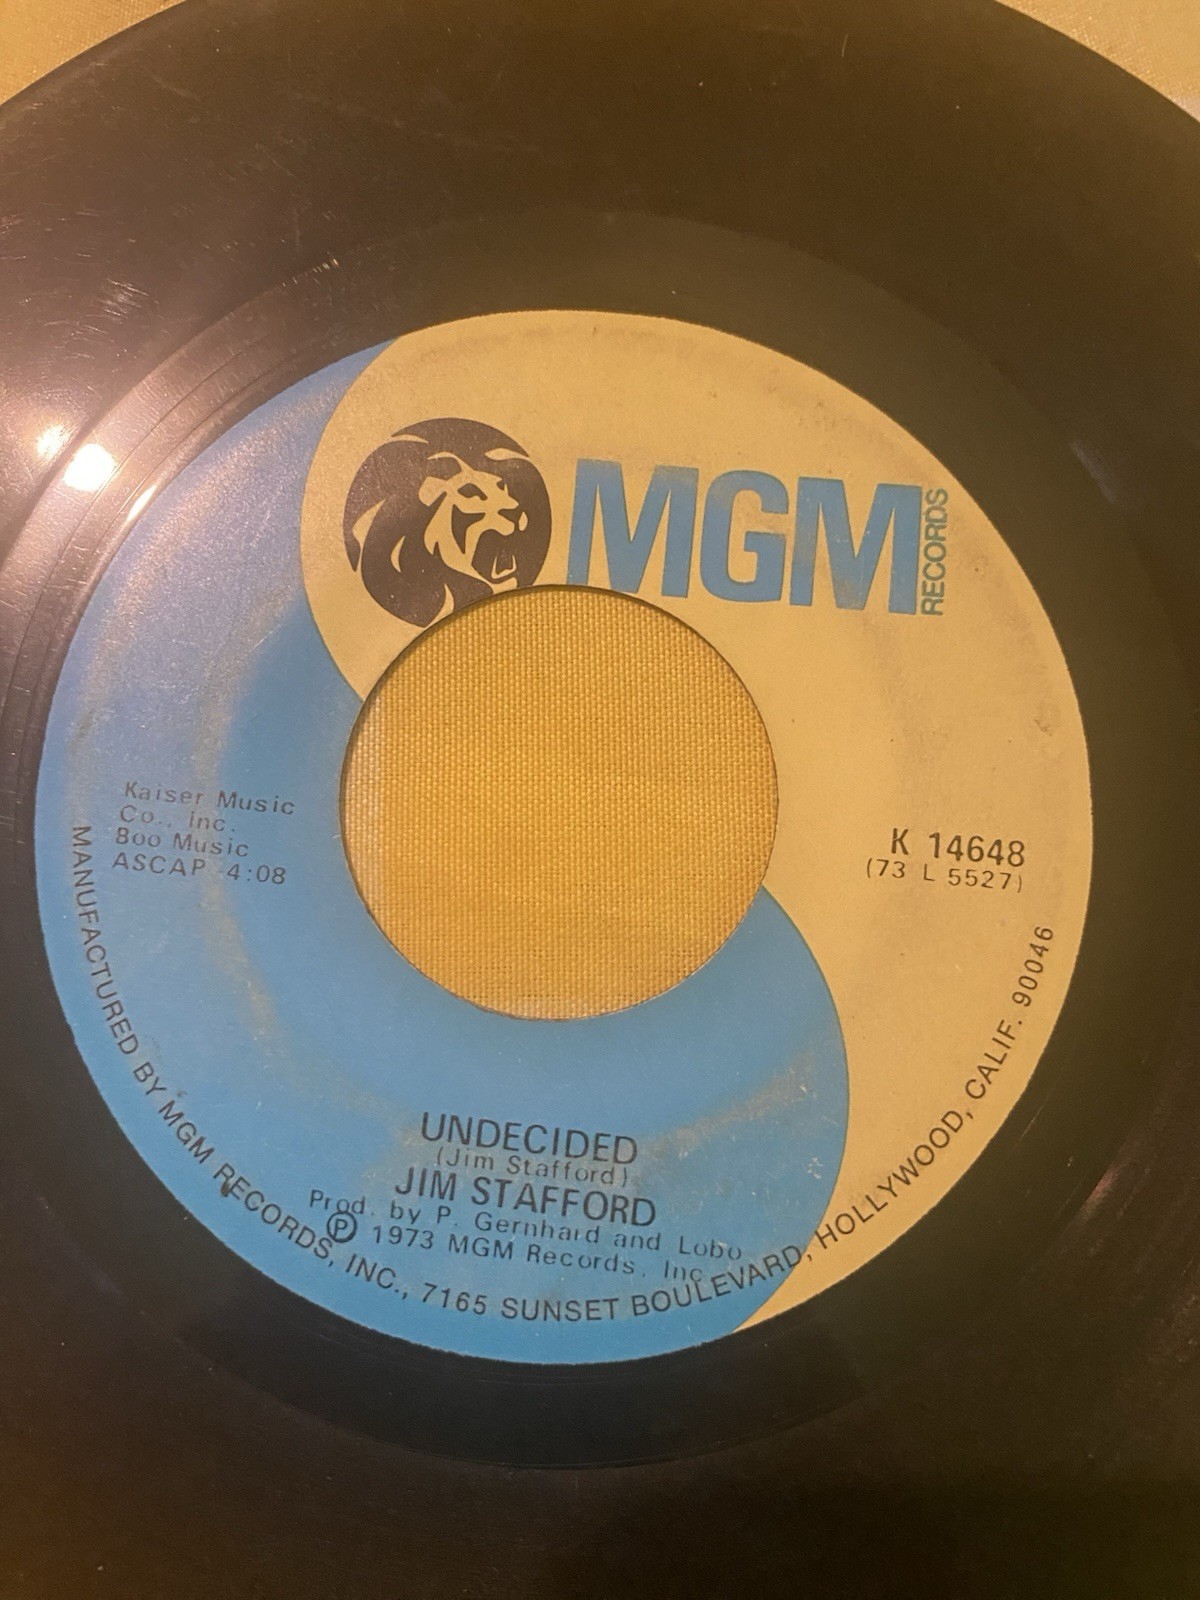 MGM
RECORDS
Kaiser Music
Co., Inc.
Boo Music
ASCAP 4:08
K 14648
(73 L 5527)
UNDECIDED
(Jim Stafford)
JIM STAFFORD
Prod. by P. Gernhard and Lobo
Ⓟ 1973 MGM Records, Inc.
MANUFACTURED BY MGM RECORDS, INC., 7165 SUNSET BOULEVARD, HOLLYWOOD, CALIF. 90046